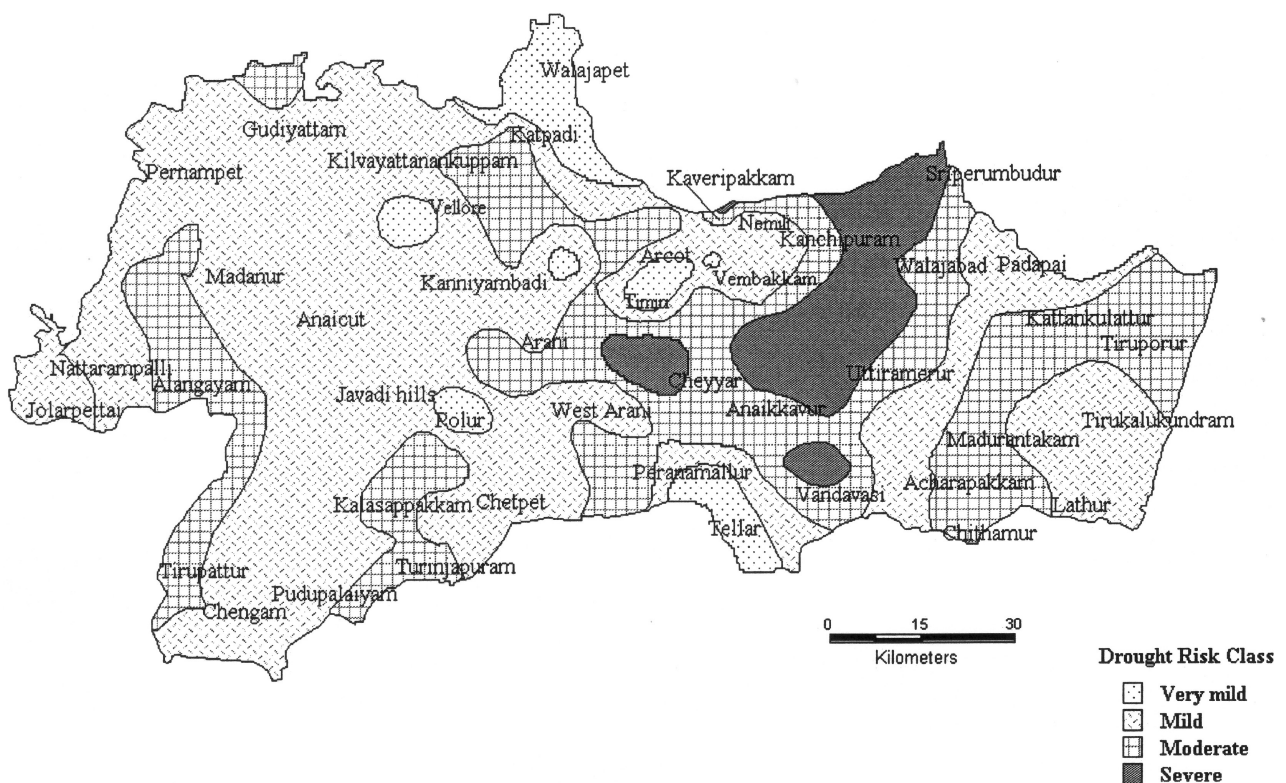 Walajapet
Gudiyattam
Katpadi
Kilvayattanankuppam
Pernampet
Kaveripakkam
Sriperumbudur
Vellore
Nemili
Kanchipuram
Arcot
Walajabad
Padapai
Madanur
Kanniyambadi
Vembakkam
Timiri
Anaicut
Kattankulattur
Arani
Tiruporur
Nattarampalli
Alangayam
Cheyyar
Uttiramerur
Jolarpettai
Javadi hills
Polur
West Arani
Anaikkavur
Tirukalukundram
Madurantakam
Peranamallur
Acharapakkam
Vandavasi
Kalasappakkam
Chetpet
Lathur
Tellar
Chithamur
Tirupattur
Turinjapuram
Pudupalaiyam
Chengam
0 15 30
Kilometers
Drought Risk Class
Very mild
Mild
Moderate
Severe